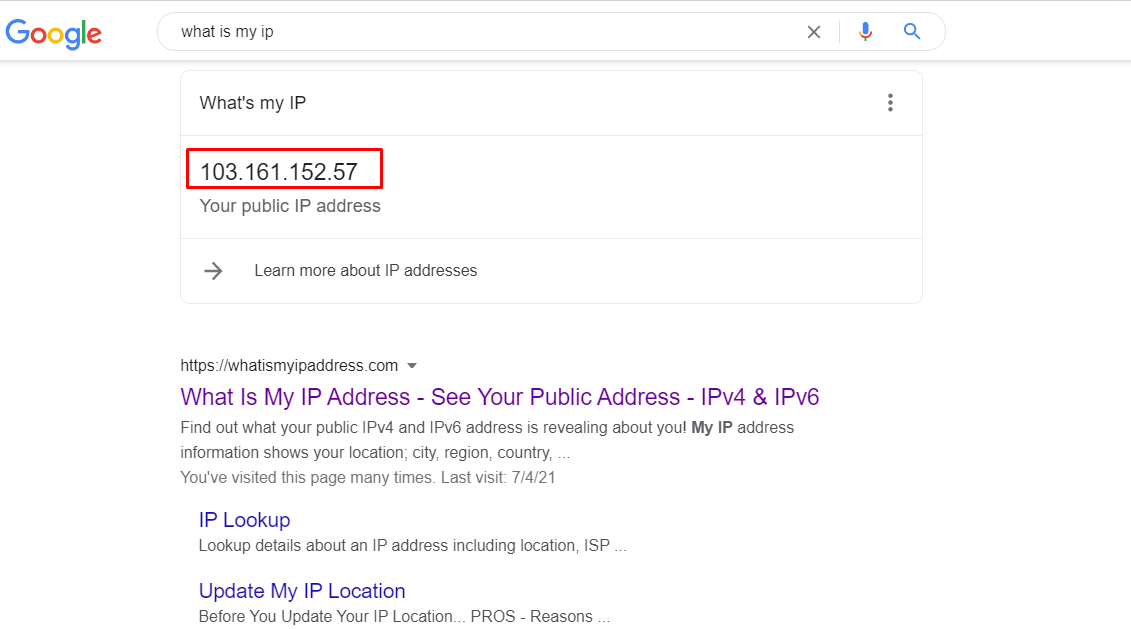 Google
what is my ip
What's my IP
103.161.152.57
Your public IP address
Learn more about IP addresses
https://whatismyipaddress.com
What Is My IP Address - See Your Public Address - IPv4 & IPv6
Find out what your public IPv4 and IPv6 address is revealing about you! My IP address
information shows your location; city, region, country, ...
You've visited this page many times. Last visit: 7/4/21
IP Lookup
Lookup details about an IP address including location, ISP ...
Update My IP Location
Before You Update Your IP Location... PROS - Reasons ...